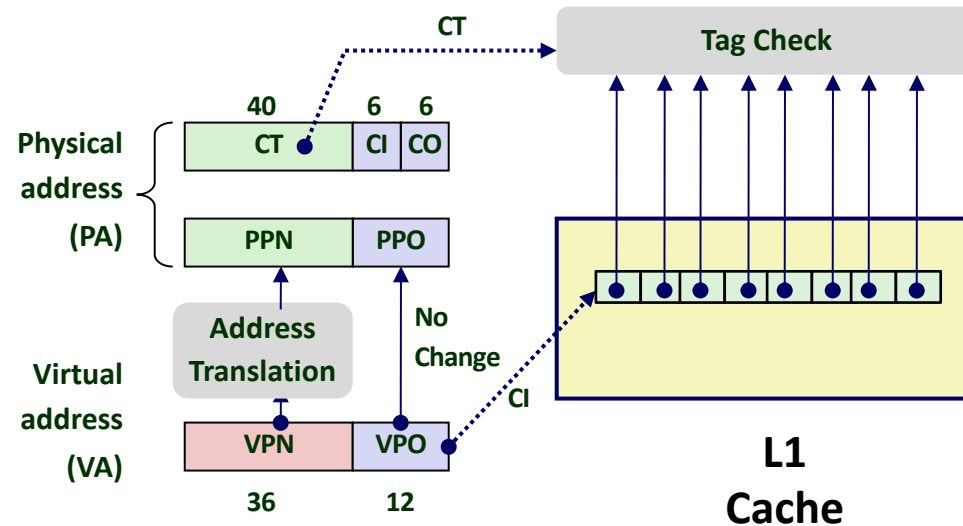 CT
Tag Check
40 6 6
Physical
address
(PA)
CT CI CO
PPN PPO
Address
Translation
No
Change
CI
Virtual
address
(VA)
VPN VPO
36 12
L1
Cache